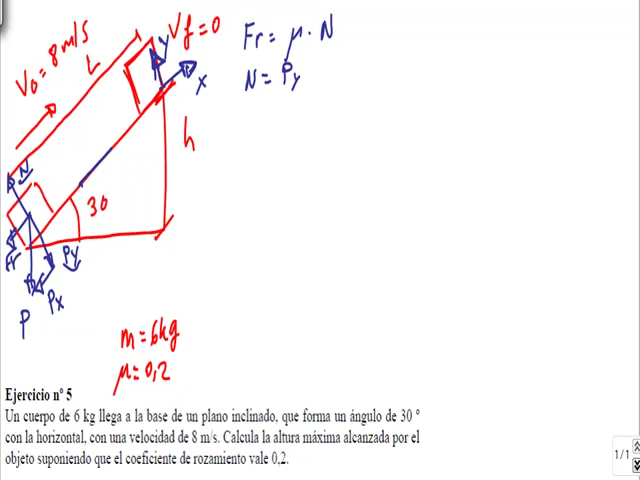 V0 = 8 m/s
L
Vf = 0
Y
X
Fr = μ · N
N = Py
h
N
30
Fr
Py
Px
P
m = 6 kg
μ = 0,2
Ejercicio nº 5
Un cuerpo de 6 kg llega a la base de un plano inclinado, que forma un ángulo de 30 º
con la horizontal, con una velocidad de 8 m/s. Calcula la altura máxima alcanzada por el
objeto suponiendo que el coeficiente de rozamiento vale 0,2.
1/1